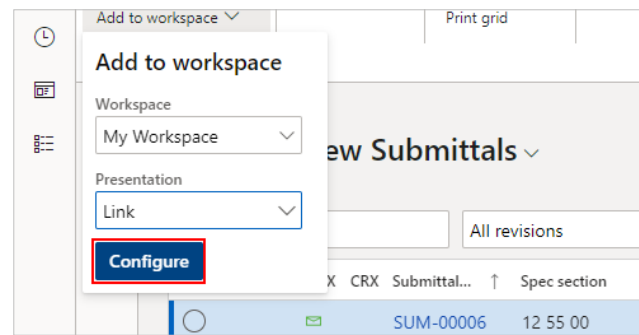 Add to workspace
Print grid
Add to workspace
Workspace
My Workspace
Presentation
Link
Configure
ew Submittals
All revisions
X CRX Submittal... ↑ Spec section
SUM-00006 12 55 00